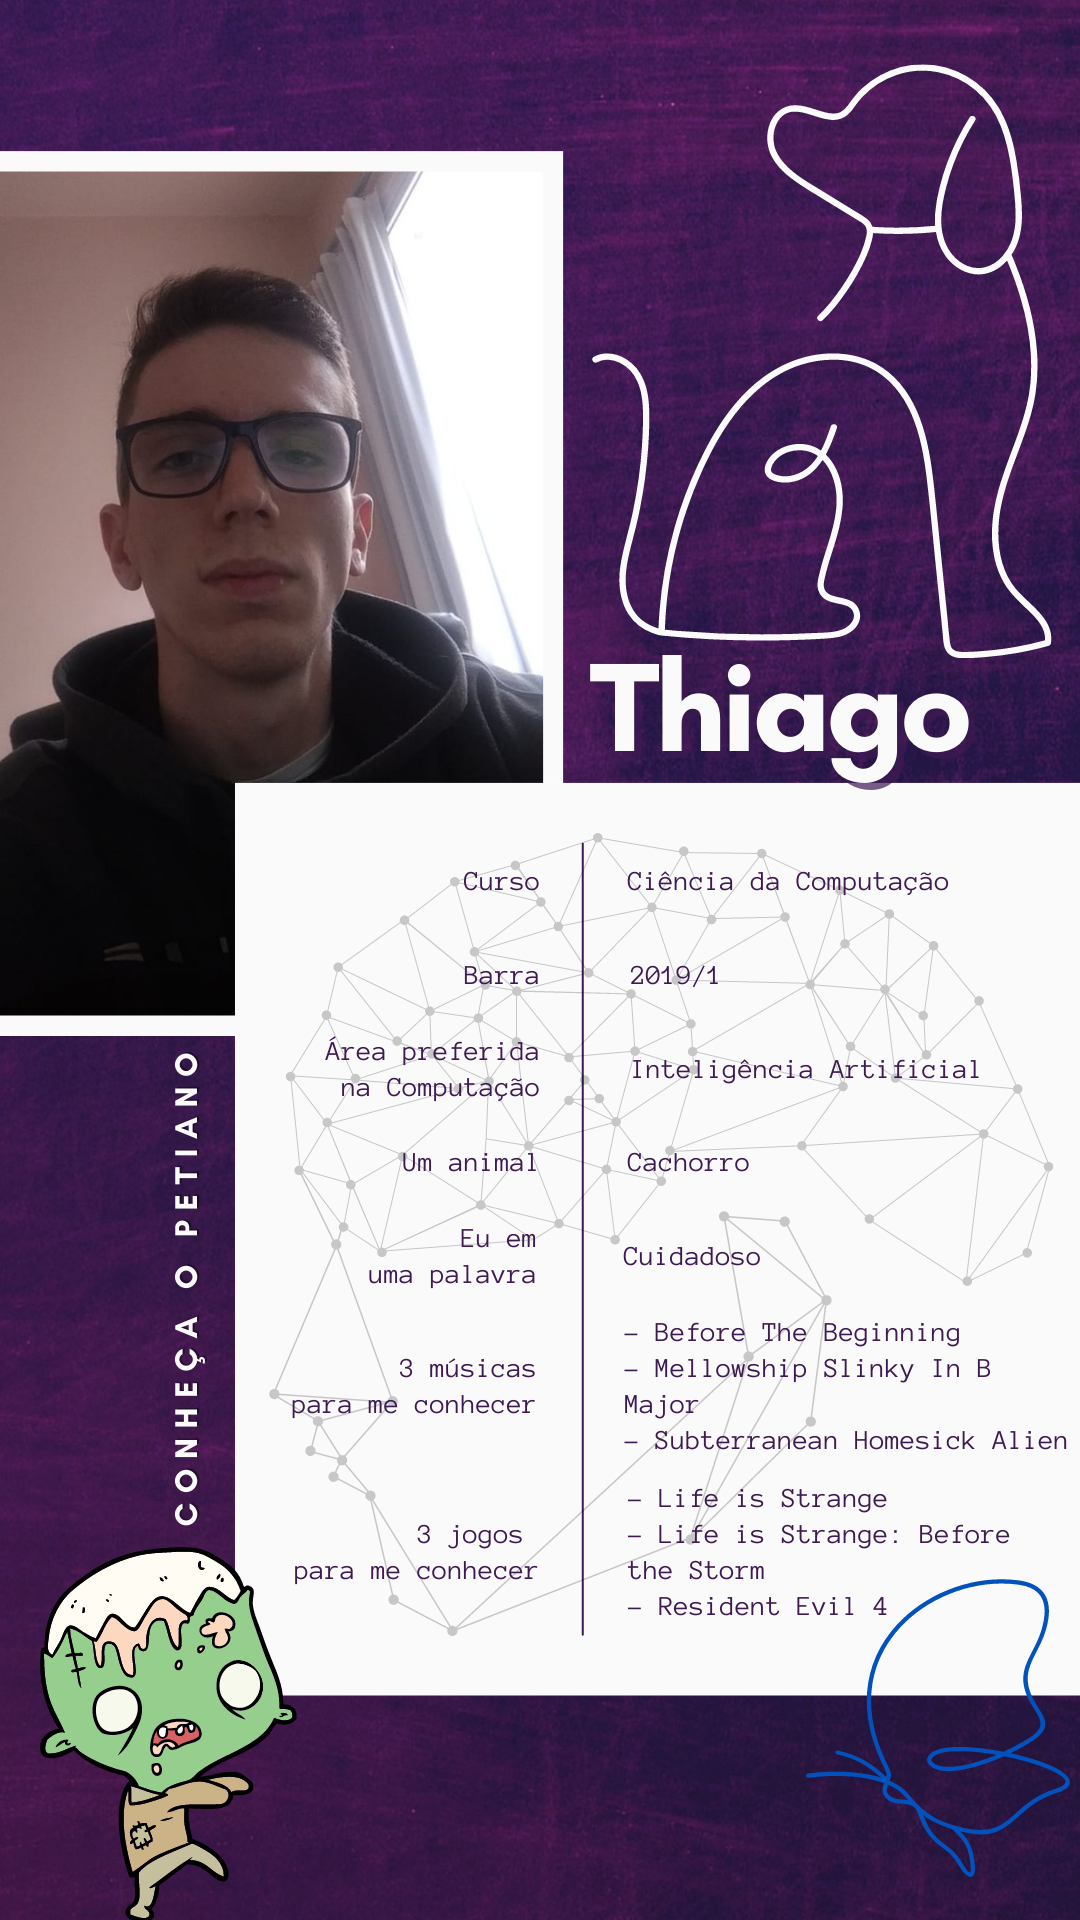 Thiago
Curso
Ciência da Computação
Barra
2019/1
Área preferida
na Computação
Inteligência Artificial
Um animal
Cachorro
Eu em
uma palavra
Cuidadoso
3 músicas
para me conhecer
– Before The Beginning
– Mellowship Slinky In B
Major
– Subterranean Homesick Alien
3 jogos
para me conhecer
– Life is Strange
– Life is Strange: Before
the Storm
– Resident Evil 4
CONHEÇA O PETIANO